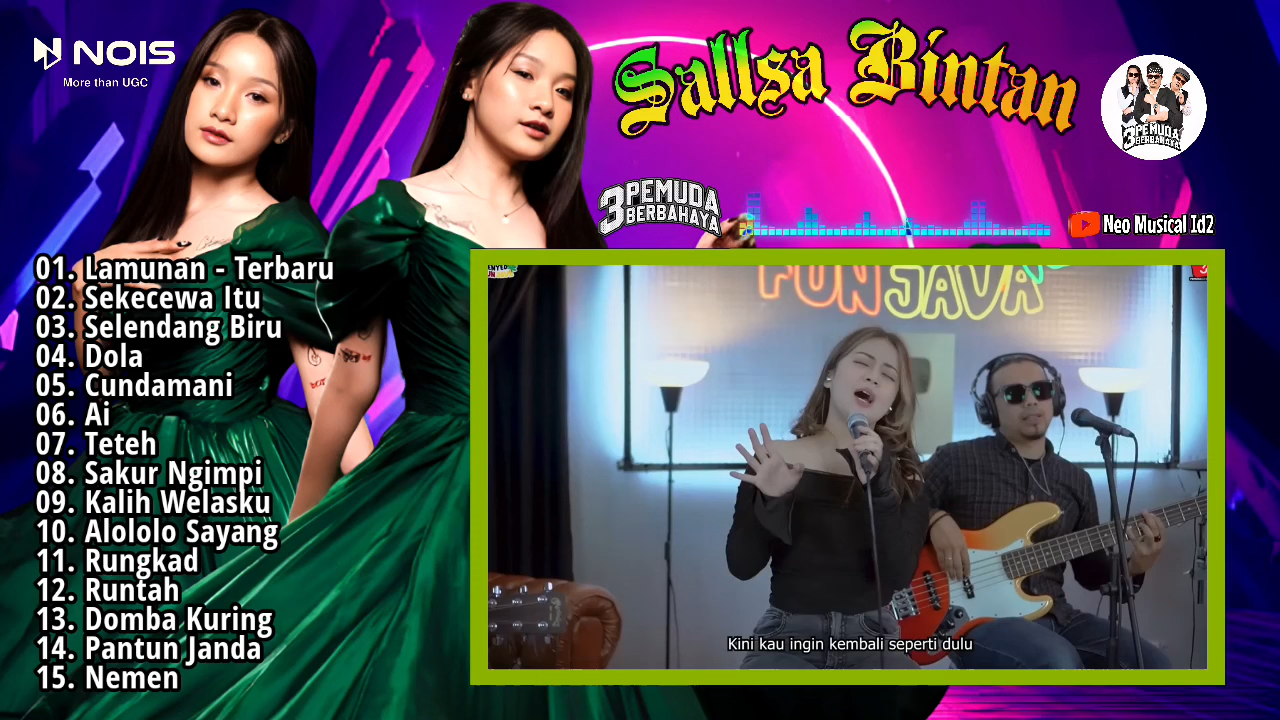 NOIS
More than UGC
Sallsa Bintan
3 PEMUDA BERBAHAYA
3 PEMUDA BERBAHAYA
Neo Musical Id2
01. Lamunan - Terbaru
02. Sekecewa Itu
03. Selendang Biru
04. Dola
05. Cundamani
06. Ai
07. Teteh
08. Sakur Ngimpi
09. Kalih Welasku
10. Alololo Sayang
11. Rungkad
12. Runtah
13. Domba Kuring
14. Pantun Janda
15. Nemen
FUN JAVA
Kini kau ingin kembali seperti dulu